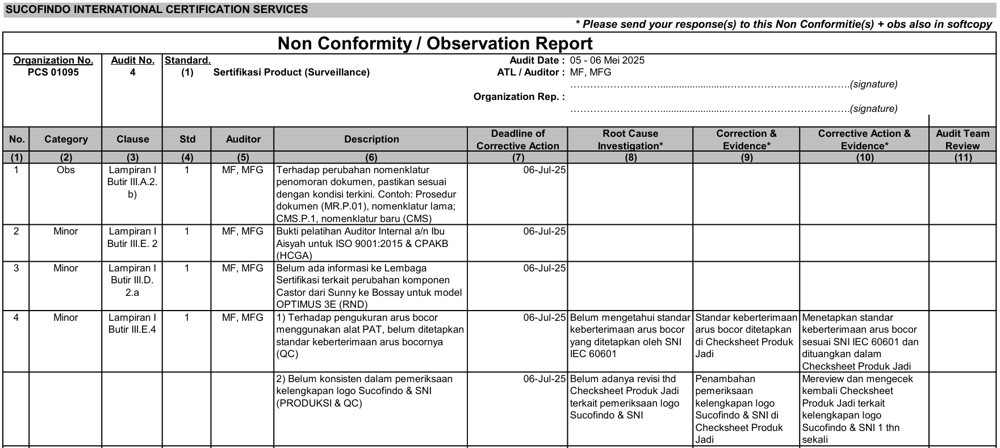 SUCOFINDO INTERNATIONAL CERTIFICATION SERVICES
* Please send your response(s) to this Non Conformitie(s) + obs also in softcopy
Non Conformity / Observation Report
Organization No.
PCS 01095
Audit No.
4
Standard.
(1) Sertifikasi Product (Surveillance)
Audit Date : 05 - 06 Mei 2025
ATL / Auditor : MF, MFG
(signature)
Organization Rep. :
(signature)
No.
Category
Clause
Std
Auditor
Description
Deadline of
Corrective Action
Root Cause
Investigation*
Correction &
Evidence*
Corrective Action &
Evidence*
Audit Team
Review
(1)
(2)
(3)
(4)
(5)
(6)
(7)
(8)
(9)
(10)
(11)
1
Obs
Lampiran I
Butir III.A.2.
b)
1
MF, MFG
Terhadap perubahan nomenklatur
penomoran dokumen, pastikan sesuai
dengan kondisi terkini. Contoh: Prosedur
dokumen (MR.P.01), nomenklatur lama;
CMS.P.1, nomenklatur baru (CMS)
06-Jul-25
2
Minor
Lampiran I
Butir III.E. 2
1
MF, MFG
Bukti pelatihan Auditor Internal a/n Ibu
Aisyah untuk ISO 9001:2015 & CPAKB
(HCGA)
06-Jul-25
3
Minor
Lampiran I
Butir III.D.
2.a
1
MF, MFG
Belum ada informasi ke Lembaga
Sertifikasi terkait perubahan komponen
Castor dari Sunny ke Bossay untuk model
OPTIMUS 3E (RND)
06-Jul-25
4
Minor
Lampiran I
Butir III.E.4
1
MF, MFG
1) Terhadap pengukuran arus bocor
menggunakan alat PAT, belum ditetapkan
standar keberterimaan arus bocornya
(QC)
06-Jul-25
Belum mengetahui standar
keberterimaan arus bocor
yang ditetapkan oleh SNI
IEC 60601
Standar keberterimaan
arus bocor ditetapkan
di Checksheet Produk
Jadi
Menetapkan standar
keberterimaan arus bocor
sesuai SNI IEC 60601 dan
dituangkan dalam
Checksheet Produk Jadi
2) Belum konsisten dalam pemeriksaan
kelengkapan logo Sucofindo & SNI
(PRODUKSI & QC)
06-Jul-25
Belum adanya revisi thd
Checksheet Produk Jadi
terkait pemeriksaan logo
Sucofindo & SNI
Penambahan
pemeriksaan
kelengkapan logo
Sucofindo & SNI di
Checksheet Produk
Jadi
Mereview dan mengecek
kembali Checksheet
Produk Jadi terkait
kelengkapan logo
Sucofindo & SNI 1 thn
sekali